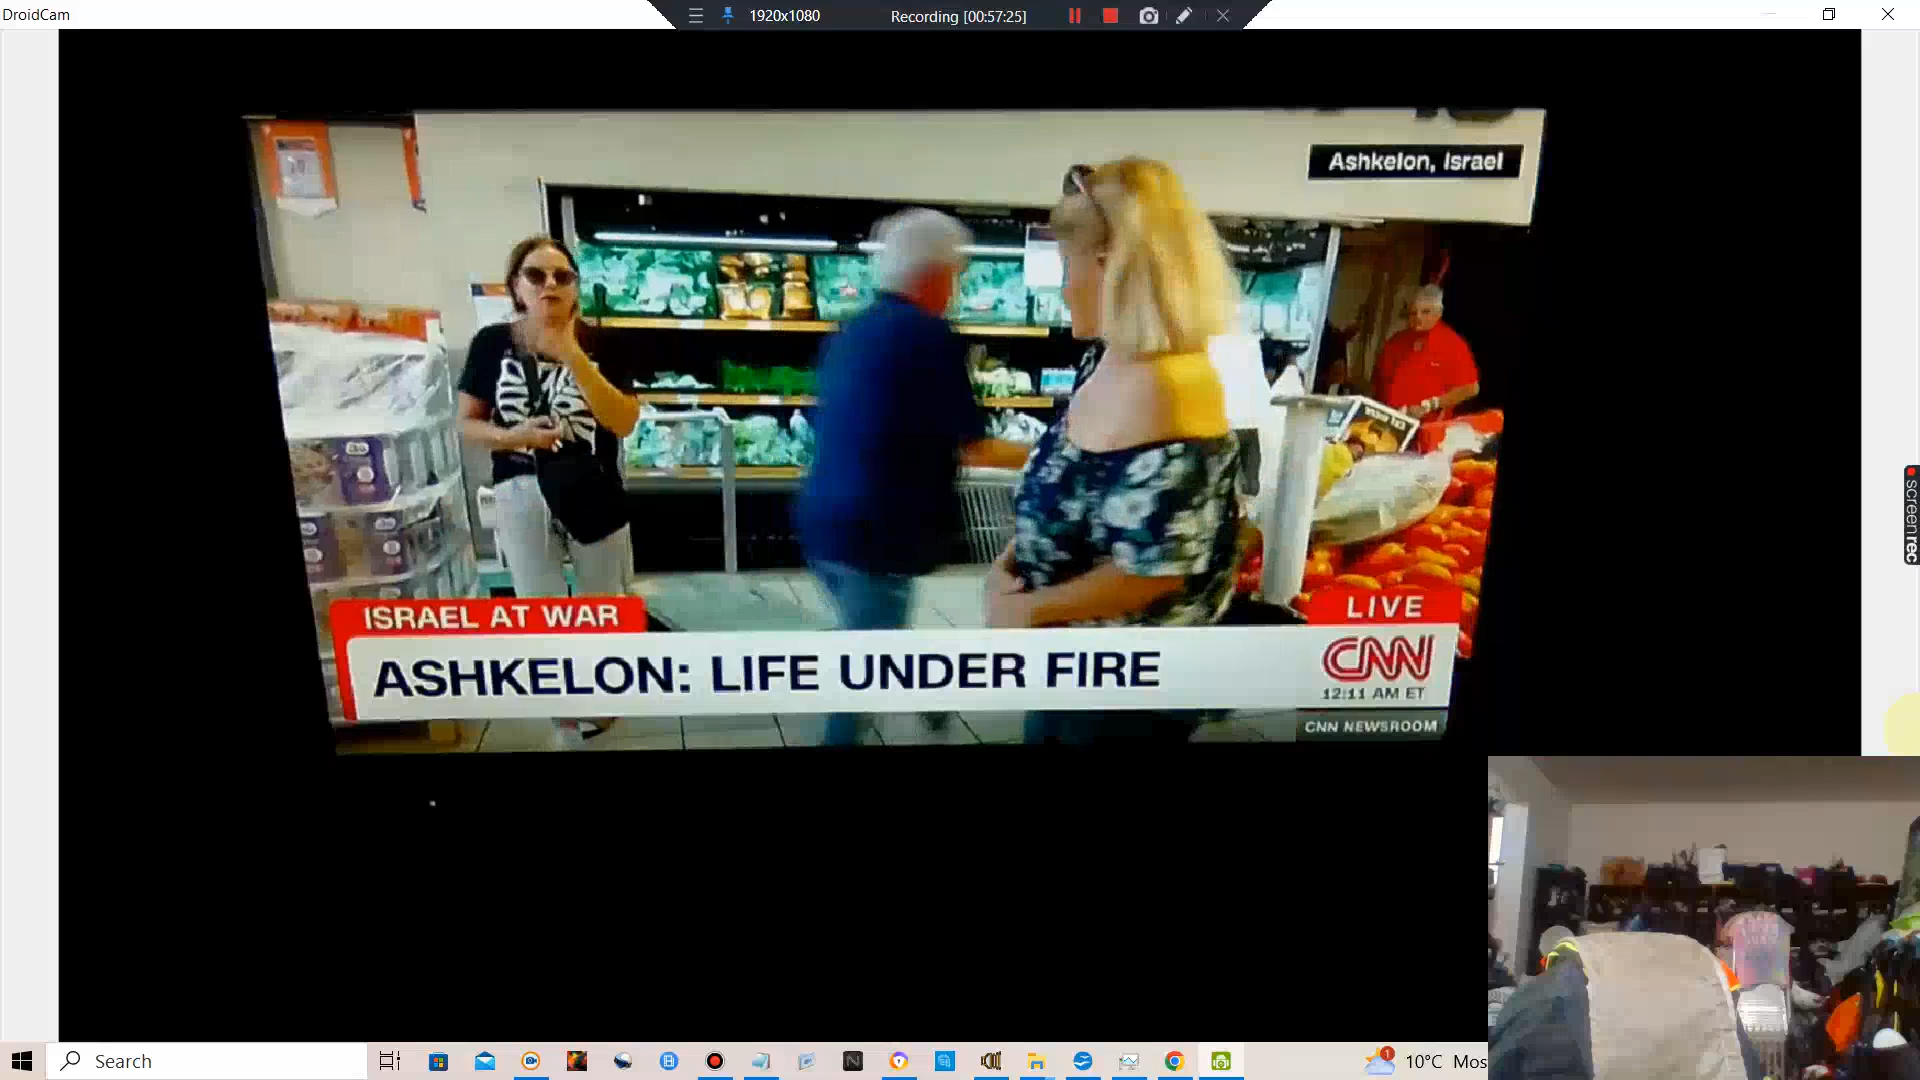 DroidCam
1920x1080
Recording [00:57:25]
Ashkelon, Israel
ISRAEL AT WAR
LIVE
ASHKELON: LIFE UNDER FIRE
CNN
12:11 AM ET
CNN NEWSROOM
screenrec
Search
1
10°C Mos